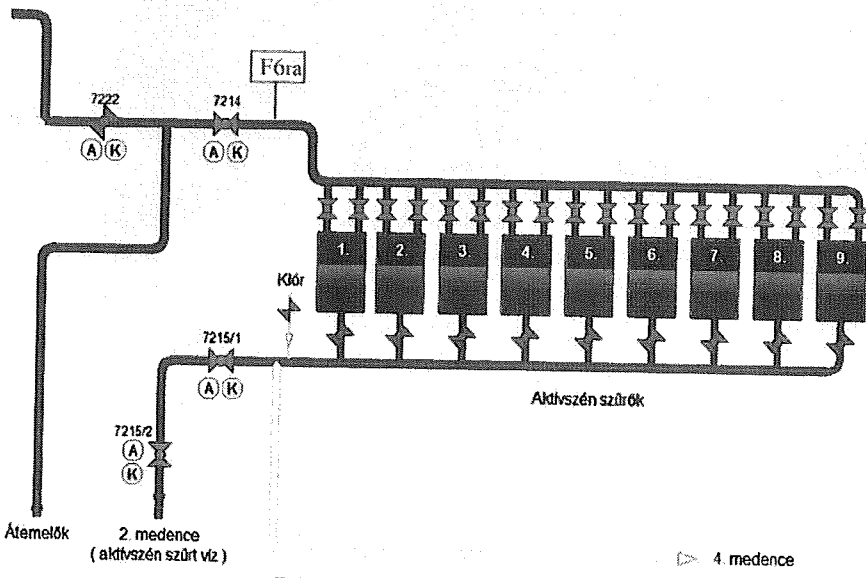 F6ra
7222
7214
A K
A K
1. 2. 3. 4. 5. 6. 7. 8. 9.
Klór
7215/1
A K
Aktívszén szűrők
7215/2
A
K
Átemelők
2. medence
( aktívszén szűrt víz )
4. medence